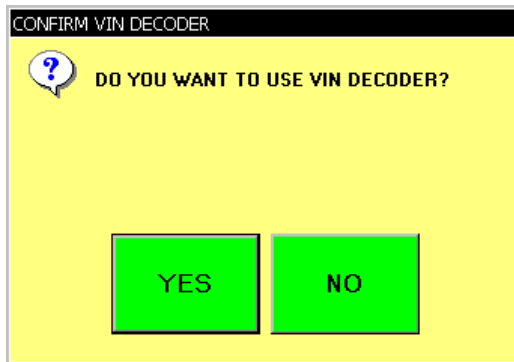 CONFIRM VIN DECODER
? DO YOU WANT TO USE VIN DECODER?
YES NO